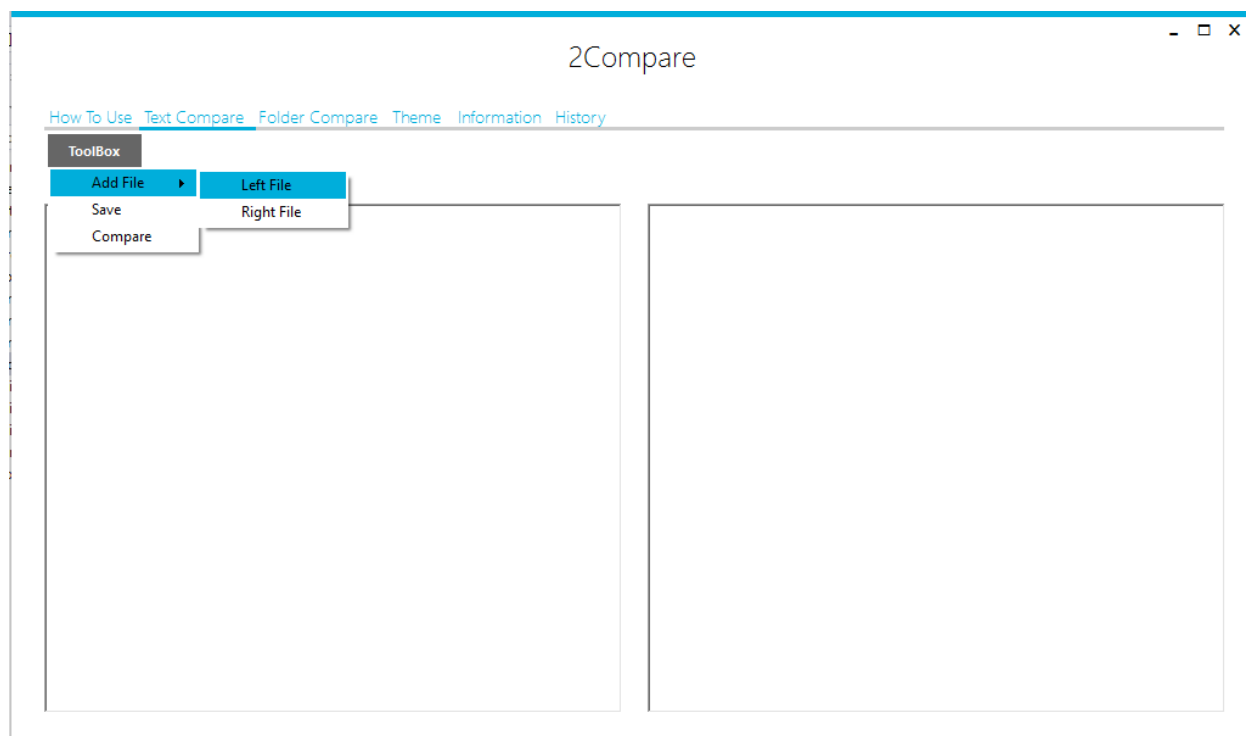 2Compare
How To Use Text Compare Folder Compare Theme Information History
ToolBox
Add File Left File
Save Right File
Compare